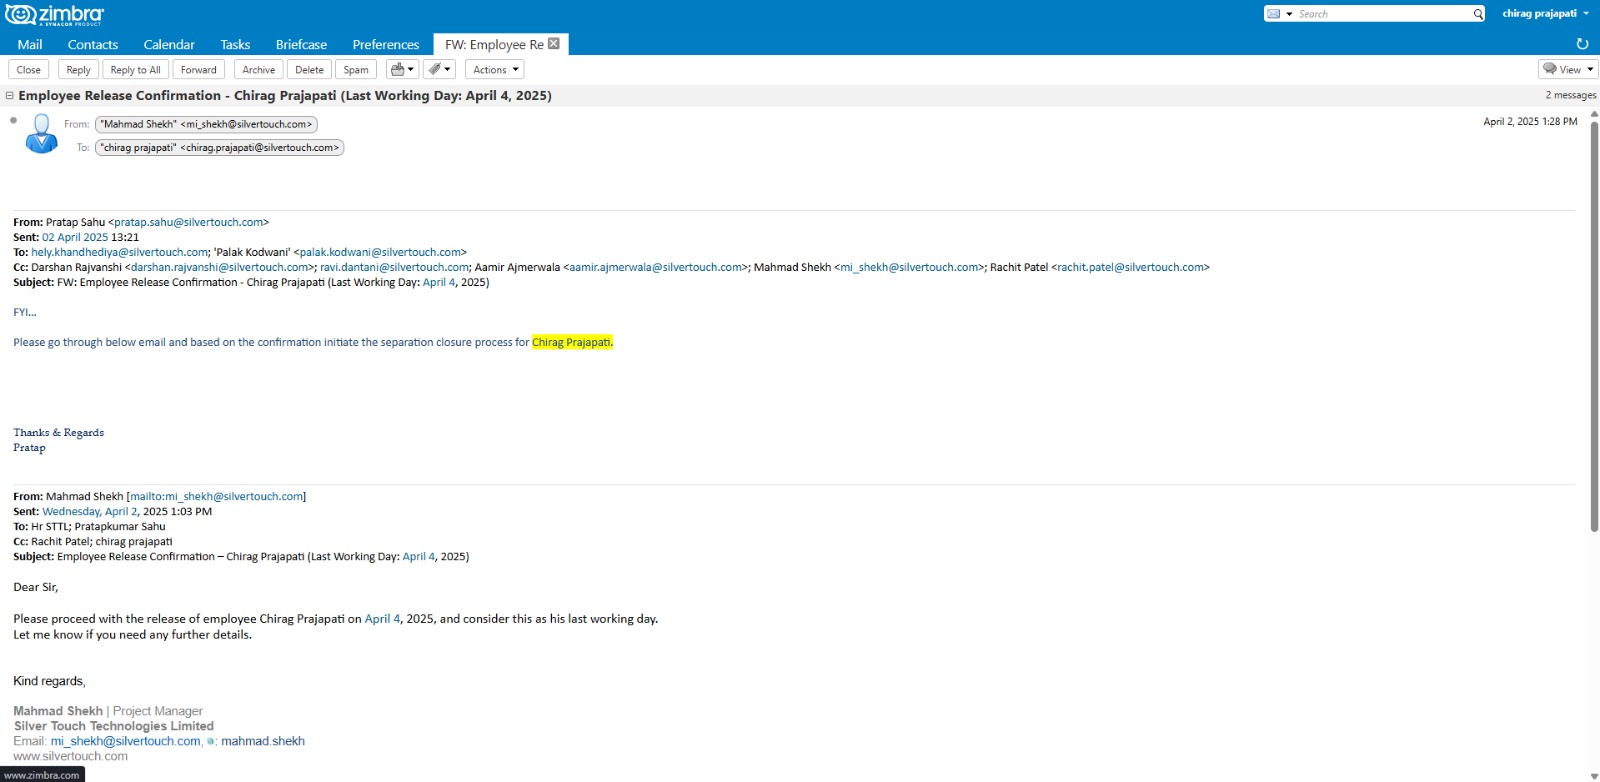 zimbra
A SYNACOR PRODUCT
Search
chirag prajapati
Mail Contacts Calendar Tasks Briefcase Preferences FW: Employee Re
Close Reply Reply to All Forward Archive Delete Spam Actions View
Employee Release Confirmation - Chirag Prajapati (Last Working Day: April 4, 2025)
2 messages
From: "Mahmad Shekh" <mi_shekh@silvertouch.com>
April 2, 2025 1:28 PM
To: "chirag prajapati" <chirag.prajapati@silvertouch.com>
From: Pratap Sahu <pratap.sahu@silvertouch.com>
Sent: 02 April 2025 13:21
To: hely.khandhediya@silvertouch.com; 'Palak Kodwani' <palak.kodwani@silvertouch.com>
Cc: Darshan Rajvanshi <darshan.rajvanshi@silvertouch.com>; ravi.dantani@silvertouch.com; Aamir Ajmerwala <aamir.ajmerwala@silvertouch.com>; Mahmad Shekh <mi_shekh@silvertouch.com>; Rachit Patel <rachit.patel@silvertouch.com>
Subject: FW: Employee Release Confirmation - Chirag Prajapati (Last Working Day: April 4, 2025)
FYI...
Please go through below email and based on the confirmation initiate the separation closure process for Chirag Prajapati.
Thanks & Regards
Pratap
From: Mahmad Shekh [mailto:mi_shekh@silvertouch.com]
Sent: Wednesday, April 2, 2025 1:03 PM
To: Hr STTL; Pratapkumar Sahu
Cc: Rachit Patel; chirag prajapati
Subject: Employee Release Confirmation – Chirag Prajapati (Last Working Day: April 4, 2025)
Dear Sir,
Please proceed with the release of employee Chirag Prajapati on April 4, 2025, and consider this as his last working day.
Let me know if you need any further details.
Kind regards,
Mahmad Shekh | Project Manager
Silver Touch Technologies Limited
Email: mi_shekh@silvertouch.com, : mahmad.shekh
www.silvertouch.com
www.zimbra.com